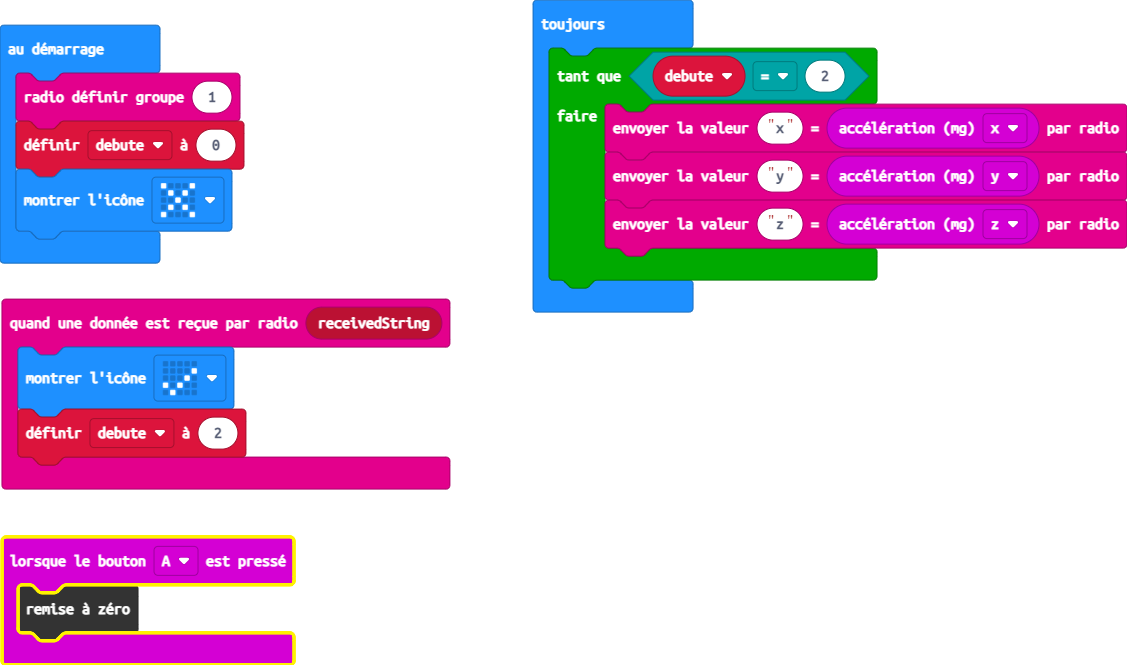 au démarrage
radio définir groupe 1
définir debute à 0
montrer l'icône
quand une donnée est reçue par radio receivedString
montrer l'icône
définir debute à 2
lorsque le bouton A est pressé
remise à zéro
toujours
tant que debute = 2
faire
envoyer la valeur "x" = accélération (mg) x par radio
envoyer la valeur "y" = accélération (mg) y par radio
envoyer la valeur "z" = accélération (mg) z par radio